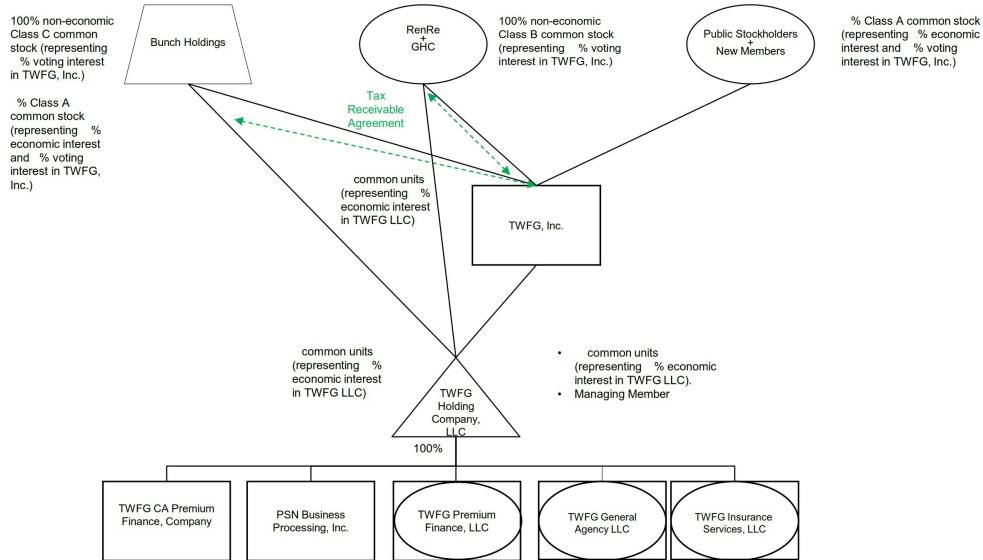 100% non-economic
Class C common
stock (representing
% voting interest
in TWFG, Inc.)
Bunch Holdings
RenRe
+
GHC
100% non-economic
Class B common stock
(representing % voting
interest in TWFG, Inc.)
Public Stockholders
+
New Members
% Class A common stock
(representing % economic
interest and % voting
interest in TWFG, Inc.)
% Class A
common stock
(representing %
economic interest
and % voting
interest in TWFG,
Inc.)
Tax
Receivable
Agreement
common units
(representing %
economic interest
in TWFG LLC)
TWFG, Inc.
common units
(representing %
economic interest
in TWFG LLC)
• common units
(representing % economic
interest in TWFG LLC).
• Managing Member
TWFG
Holding
Company,
LLC
100%
TWFG CA Premium
Finance, Company
PSN Business
Processing, Inc.
TWFG Premium
Finance, LLC
TWFG General
Agency LLC
TWFG Insurance
Services, LLC